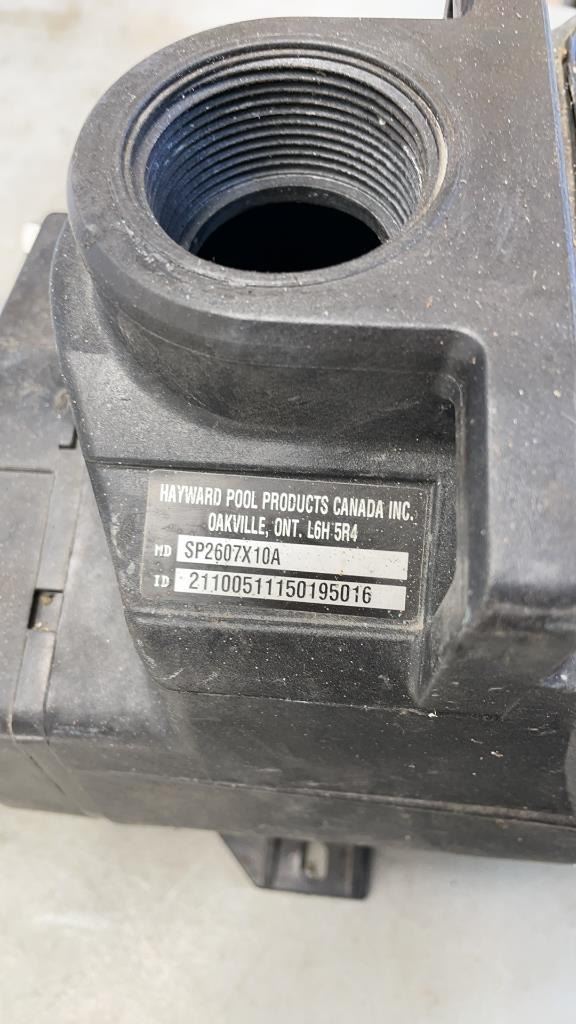 HAYWARD POOL PRODUCTS CANADA INC.
OAKVILLE, ONT. L6H 5R4
MD SP2607X10A
ID 21100511150195016